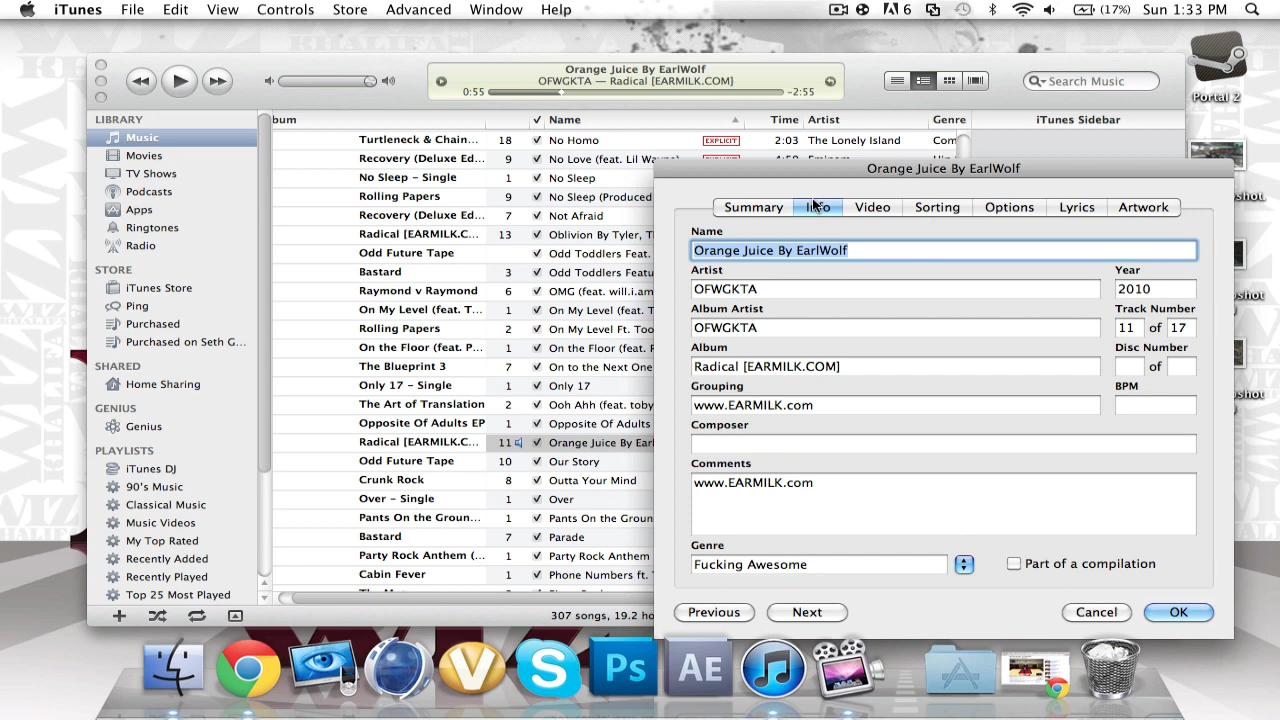 iTunes File Edit View Controls Store Advanced Window Help
6 (17%) Sun 1:33 PM
Orange Juice By EarlWolf
OFWGKTA — Radical [EARMILK.COM]
0:55 -2:55
Search Music
Portal 2
LIBRARY
Music
Movies
TV Shows
Podcasts
Apps
Ringtones
Radio
STORE
iTunes Store
Ping
Purchased
Purchased on Seth G...
SHARED
Home Sharing
GENIUS
Genius
PLAYLISTS
iTunes DJ
90's Music
Classical Music
Music Videos
My Top Rated
Recently Added
Recently Played
Top 25 Most Played
bum ✓ Name Time Artist Genre iTunes Sidebar
Turtleneck & Chain... 18 ✓ No Homo EXPLICIT 2:03 The Lonely Island Com
Recovery (Deluxe Ed... 9 ✓ No Love (feat. Lil Wayne)
No Sleep – Single 1 ✓ No Sleep
Rolling Papers 9 ✓ No Sleep (Produced
Recovery (Deluxe Ed... 7 ✓ Not Afraid
Radical [EARMILK.C... 13 ✓ Oblivion By Tyler, T
Odd Future Tape ✓ Odd Toddlers Feat.
Bastard 3 ✓ Odd Toddlers Featu
Raymond v Raymond 6 ✓ OMG (feat. will.i.am
On My Level (feat. T... 1 ✓ On My Level (feat.
Rolling Papers 2 ✓ On My Level Ft. Too
On the Floor (feat. P... 1 ✓ On the Floor (feat.
The Blueprint 3 7 ✓ On to the Next One
Only 17 – Single 1 ✓ Only 17
The Art of Translation 2 ✓ Ooh Ahh (feat. toby
Opposite Of Adults EP 1 ✓ Opposite Of Adults
Radical [EARMILK.C... 11 ✓ Orange Juice By Earl
Odd Future Tape 10 ✓ Our Story
Crunk Rock 8 ✓ Outta Your Mind
Over – Single 1 ✓ Over
Pants On the Groun... 1 ✓ Pants On the Ground
Bastard 7 ✓ Parade
Party Rock Anthem (... 1 ✓ Party Rock Anthem
Cabin Fever 1 ✓ Phone Numbers ft.
307 songs, 19.2 ho
Orange Juice By EarlWolf
Summary Info Video Sorting Options Lyrics Artwork
Name
Orange Juice By EarlWolf
Artist Year
OFWGKTA 2010
Album Artist Track Number
OFWGKTA 11 of 17
Album Disc Number
Radical [EARMILK.COM] of
Grouping BPM
www.EARMILK.com
Composer
Comments
www.EARMILK.com
Genre
Fucking Awesome Part of a compilation
Previous Next Cancel OK
Ps AE